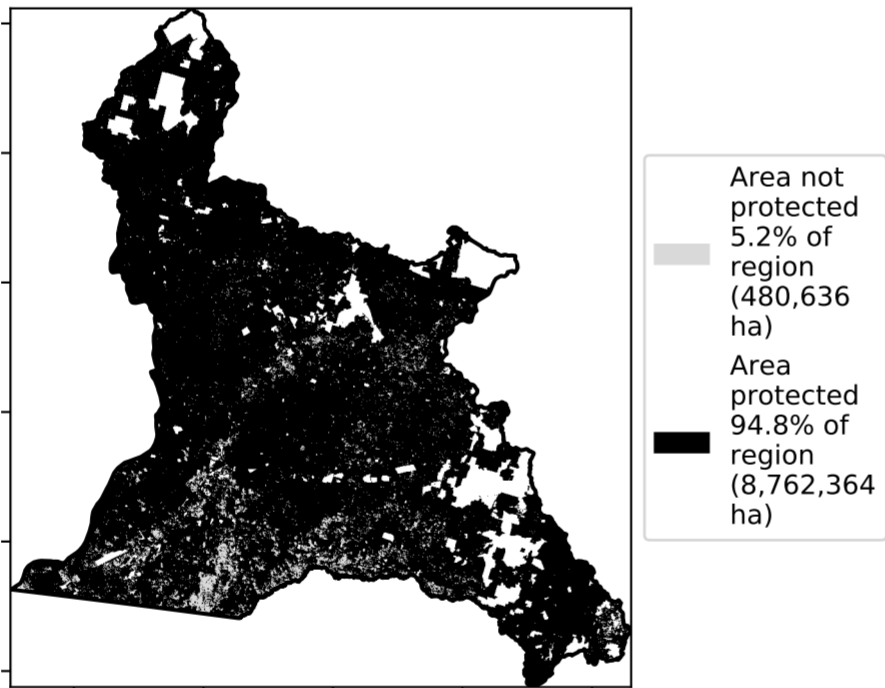 Area not
protected
5.2% of
region
(480,636
ha)
Area
protected
94.8% of
region
(8,762,364
ha)